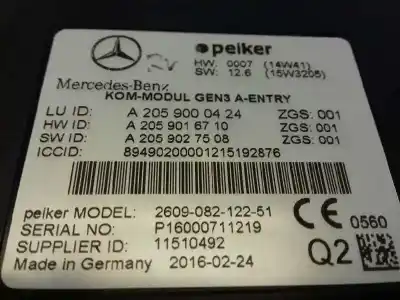 peiker
HW: 0007 (14W41)
SW: 12.6 (15W3205)
Mercedes-Benz
KOM-MODUL GEN3 A-ENTRY
LU ID: A 205 900 04 24 ZGS: 001
HW ID: A 205 901 67 10 ZGS: 001
SW ID: A 205 902 75 08 ZGS: 001
ICCID: 89490200001215192876
peiker MODEL: 2609-082-122-51
SERIAL NO: P16000711219
CE 0560
SUPPLIER ID: 11510492
Made in Germany 2016-02-24
Q2